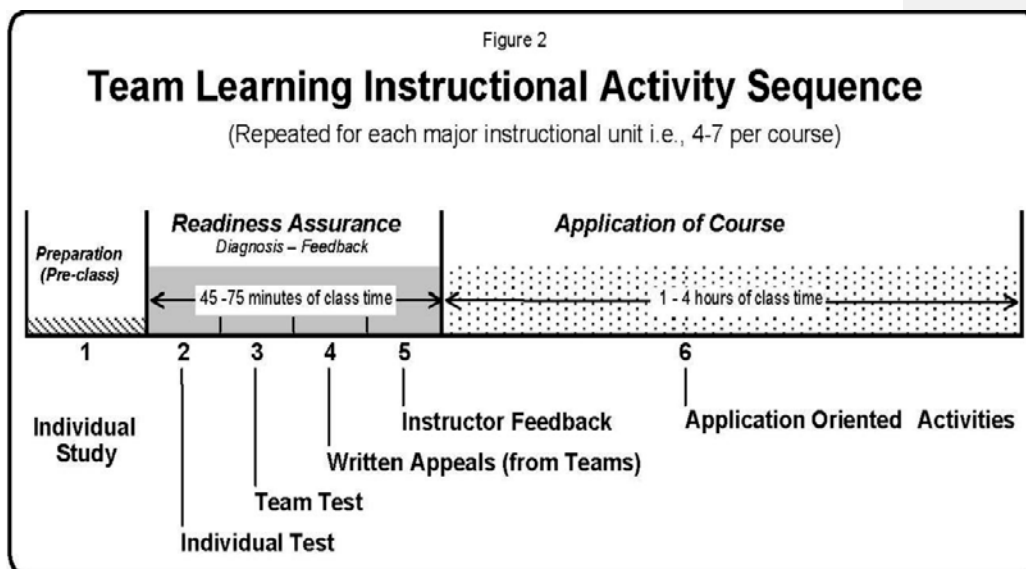 Figure 2
Team Learning Instructional Activity Sequence
(Repeated for each major instructional unit i.e., 4-7 per course)
Preparation
(Pre-class)
Readiness Assurance
Diagnosis – Feedback
45 -75 minutes of class time
Application of Course
1 - 4 hours of class time
1
2
3
4
5
6
Individual
Study
Individual Test
Team Test
Written Appeals (from Teams)
Instructor Feedback
Application Oriented Activities